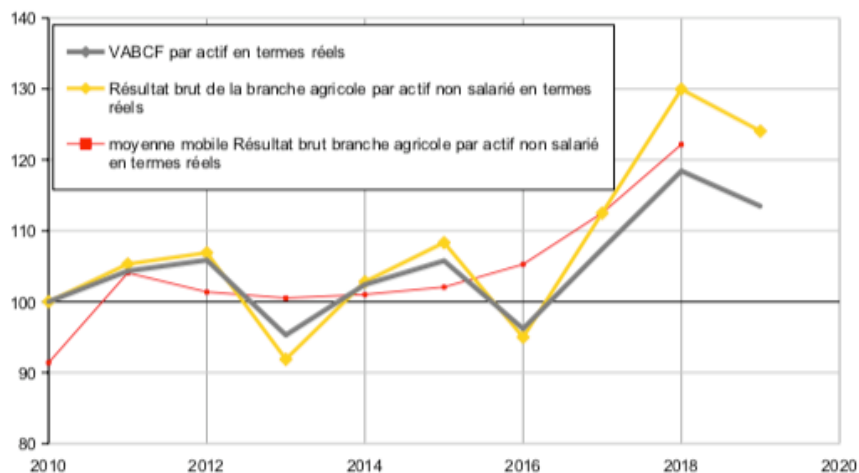 140
130
120
110
100
90
80
VABCF par actif en termes réels
Résultat brut de la branche agricole par actif non salarié en termes
réels
moyenne mobile Résultat brut branche agricole par actif non salarié
en termes réels
2010 2012 2014 2016 2018 2020